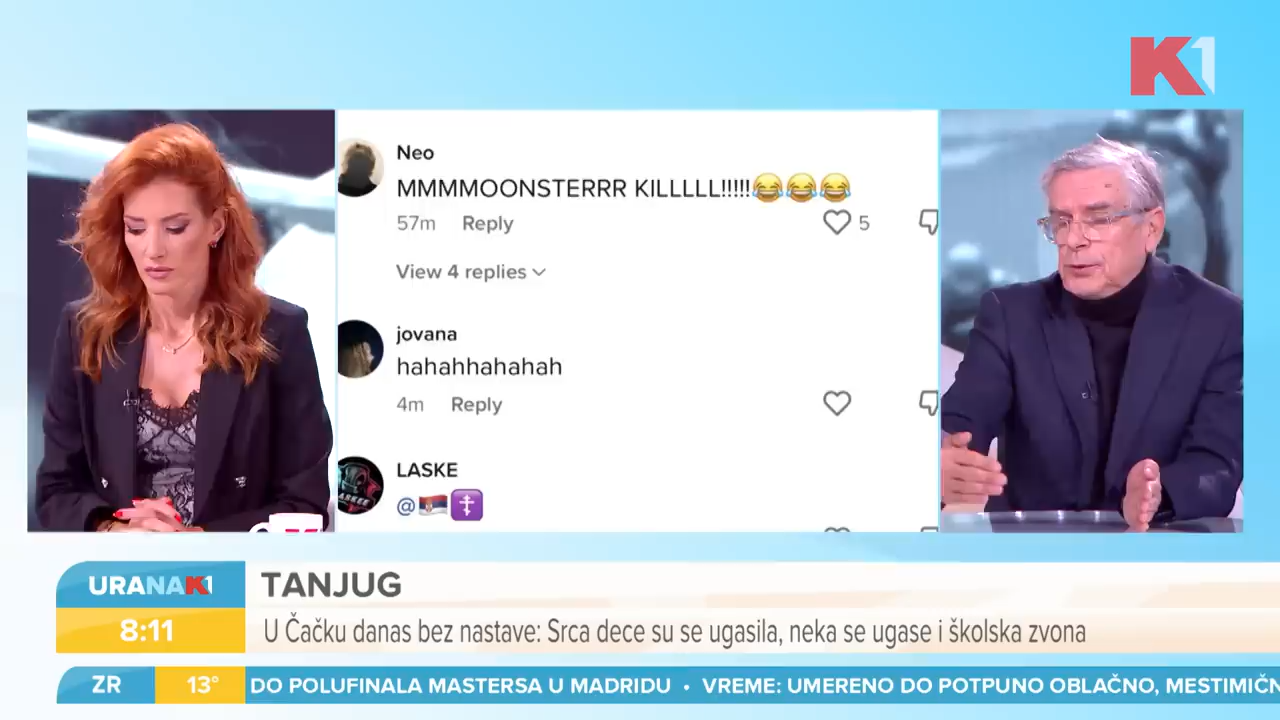 K1
Neo
MMMMOONSTERRR KILLLLL!!!!!😂😂😂
57m Reply 5
View 4 replies
jovana
hahahhahahah
4m Reply
LASKE
@🇷🇸☦️
URANAK1
TANJUG
8:11
U Čačku danas bez nastave: Srca dece su se ugasila, neka se ugase i školska zvona
ZR 13° DO POLUFINALA MASTERSA U MADRIDU • VREME: UMERENO DO POTPUNO OBLAČNO, MESTIMIČN